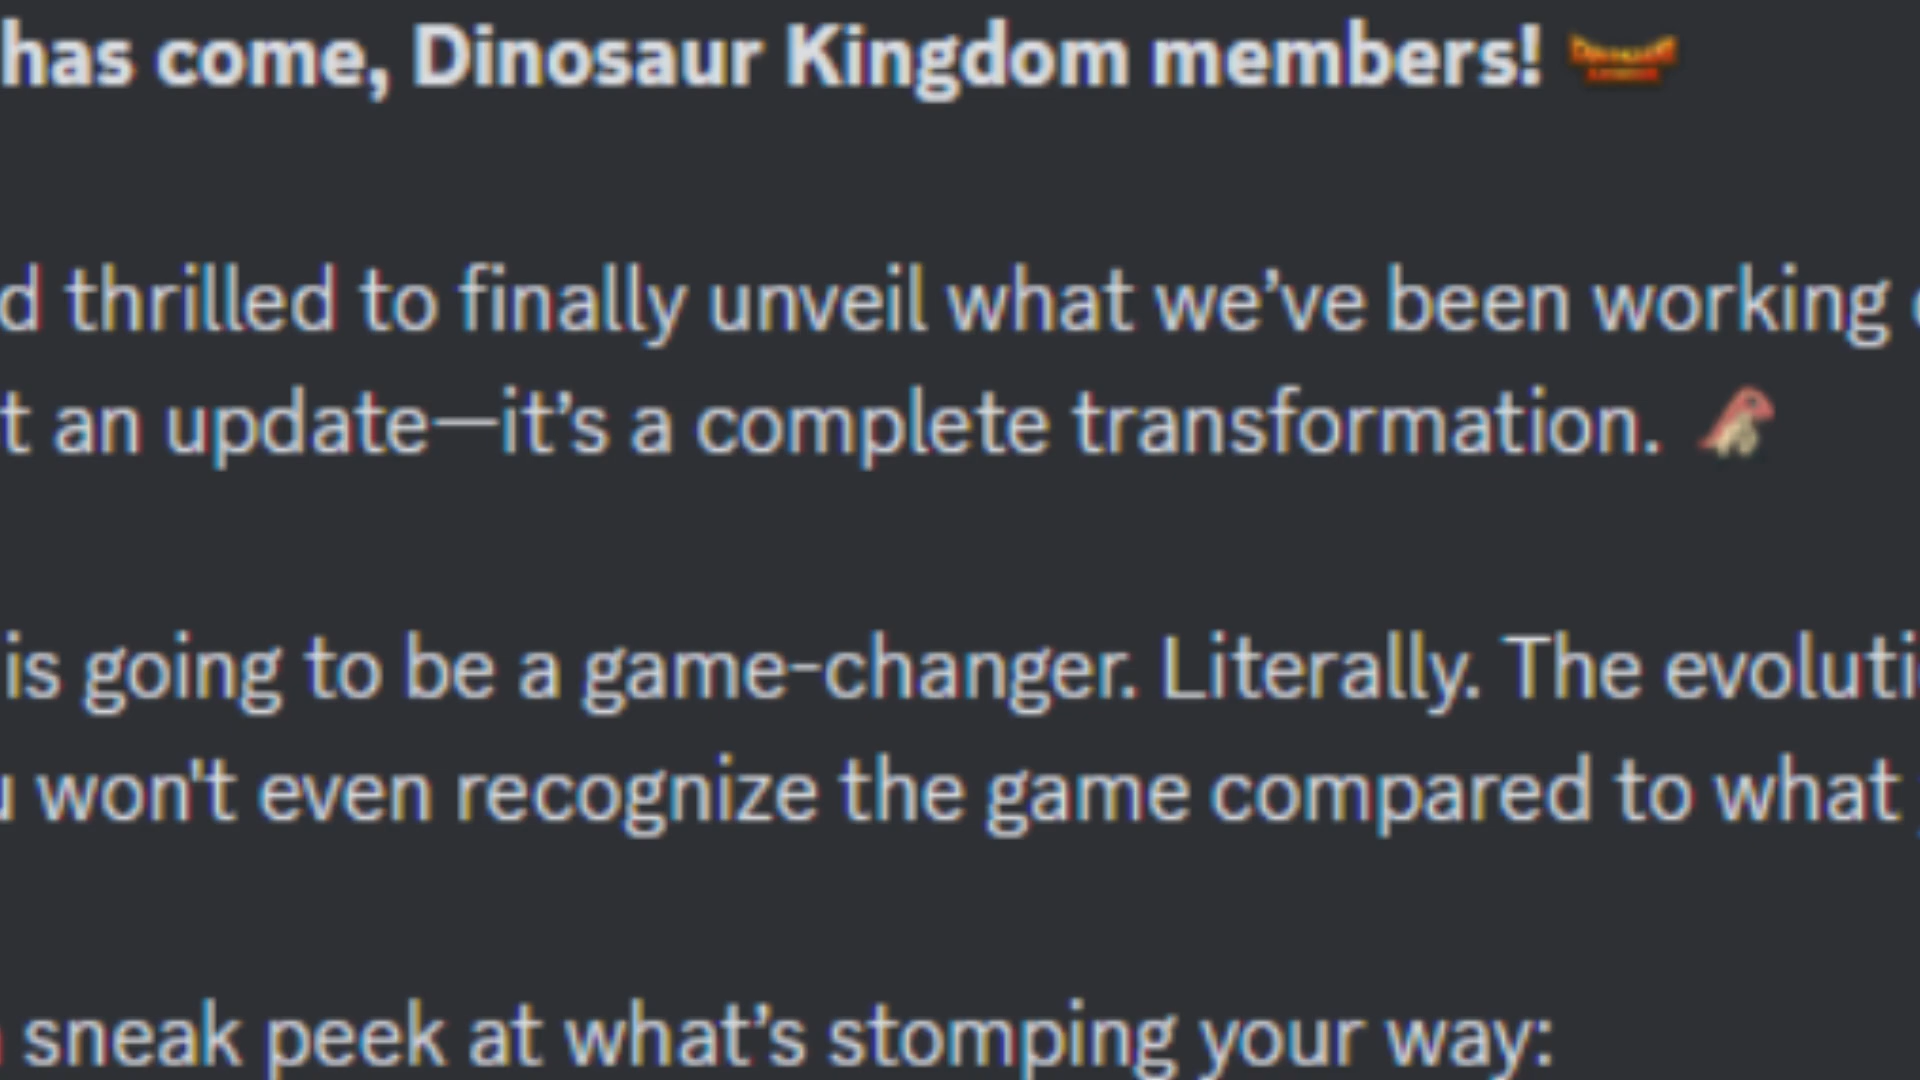 has come, Dinosaur Kingdom members!
d thrilled to finally unveil what we’ve been working
t an update—it’s a complete transformation.
is going to be a game-changer. Literally. The evoluti
u won't even recognize the game compared to what
sneak peek at what’s stomping your way: